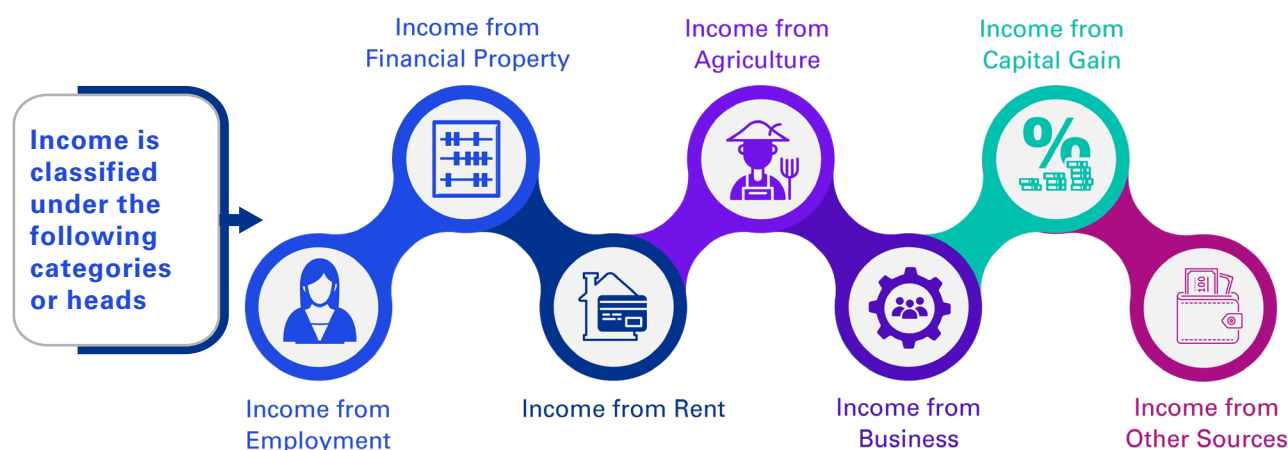 Income is
classified
under the
following
categories
or heads
Income from
Employment
Income from
Financial Property
Income from Rent
Income from
Agriculture
Income from
Business
Income from
Capital Gain
%
Income from
Other Sources
100